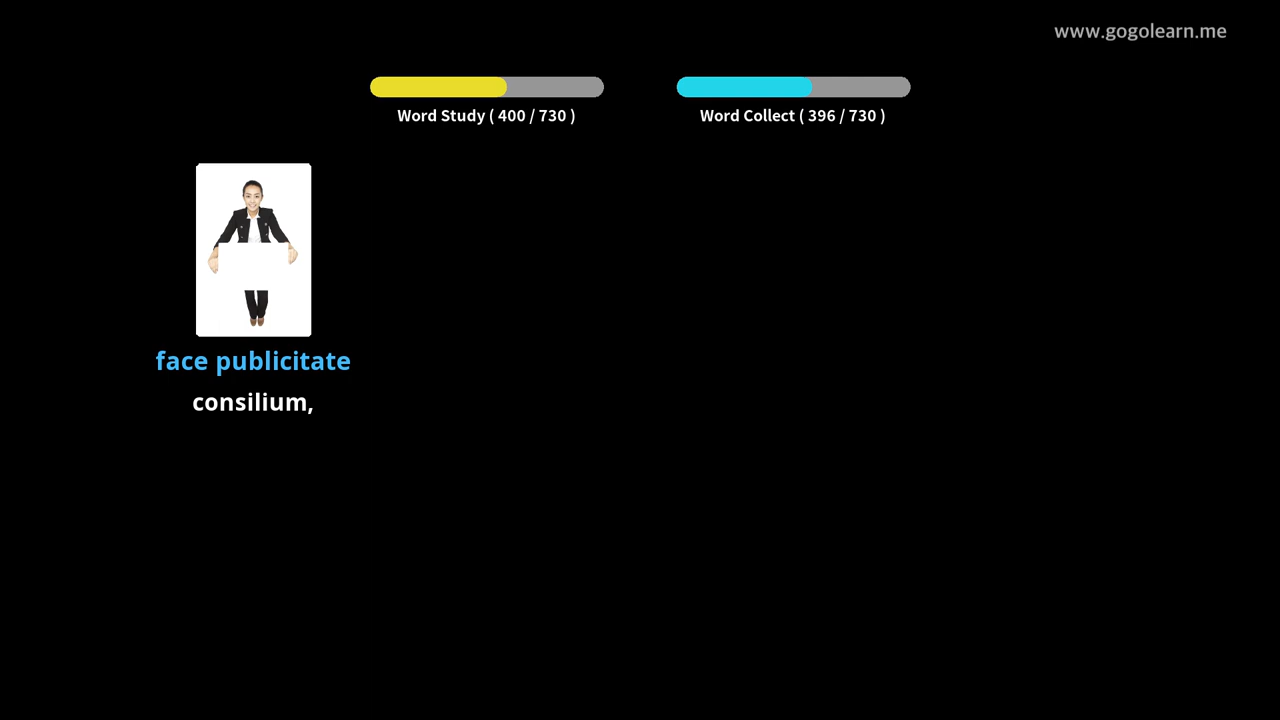 www.gogolearn.me
Word Study ( 400 / 730 )
Word Collect ( 396 / 730 )
face publicitate
consilium,